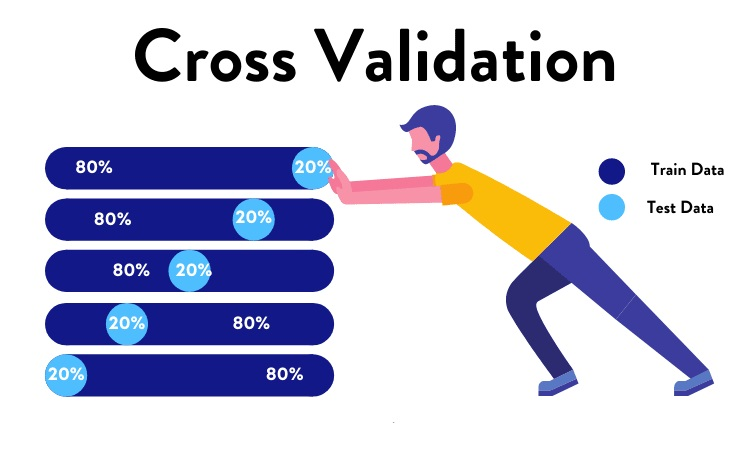 Cross Validation
80% 20%
80% 20%
80% 20%
20% 80%
20% 80%
Train Data
Test Data